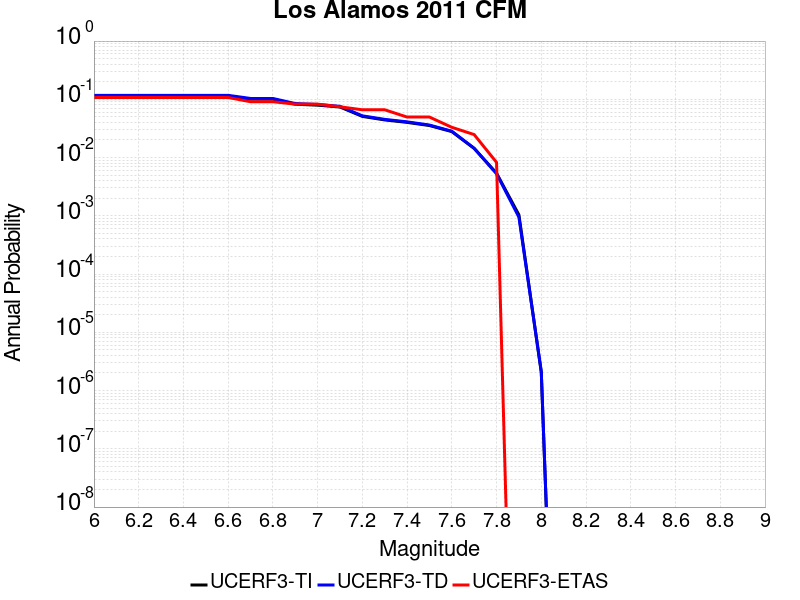 Los Alamos 2011 CFM
10^0
10^-1
10^-2
10^-3
10^-4
10^-5
10^-6
10^-7
10^-8
Annual Probability
6 6.2 6.4 6.6 6.8 7 7.2 7.4 7.6 7.8 8 8.2 8.4 8.6 8.8 9
Magnitude
UCERF3-TI UCERF3-TD UCERF3-ETAS